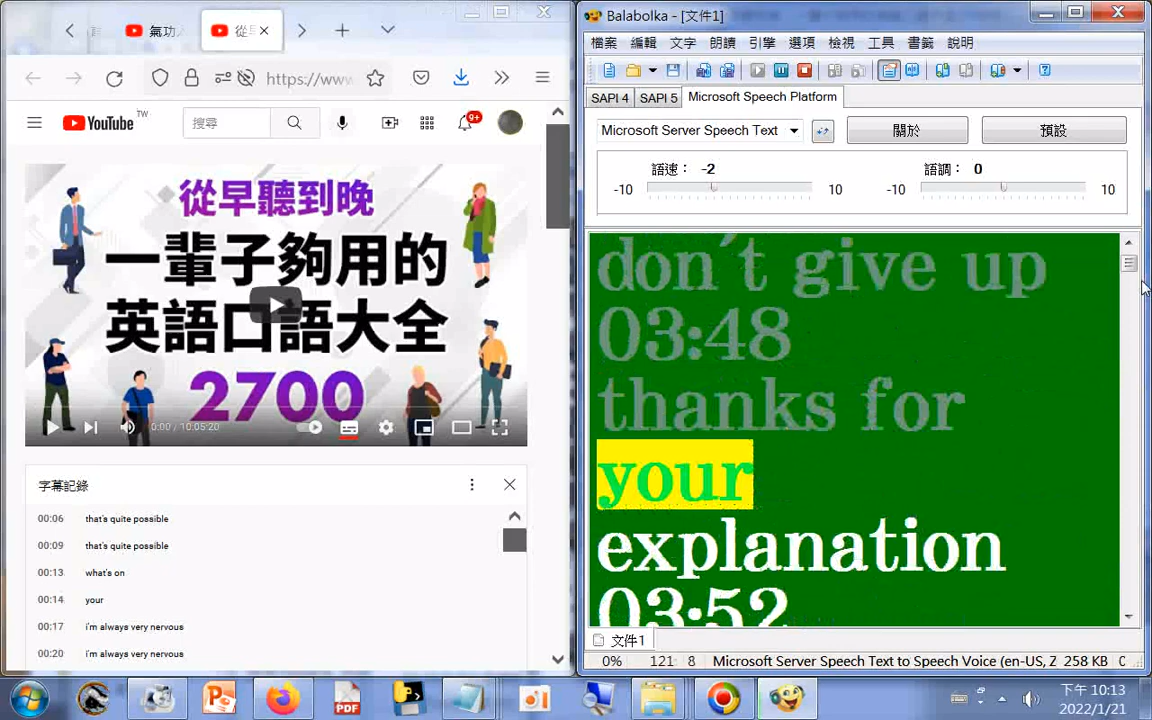 氣功
從
https://www
YouTube TW
搜尋
9+
從早聽到晚
一輩子夠用的
英語口語大全
2700
0:00 / 10:05:20
字幕記錄
00:06 that's quite possible
00:09 that's quite possible
00:13 what's on
00:14 your
00:17 i'm always very nervous
00:20 i'm always very nervous
Balabolka - [文件1]
檔案 編輯 文字 朗讀 引擎 選項 檢視 工具 書籤 說明
SAPI 4 SAPI 5 Microsoft Speech Platform
Microsoft Server Speech Text 關於 預設
語速： -2 語調： 0
-10 10 -10 10
don't give up
03:48
thanks for
your
explanation
03:52
文件1
0% 121 8 Microsoft Server Speech Text to Speech Voice (en-US, Z 258 KB
PDF
下午 10:13
2022/1/21